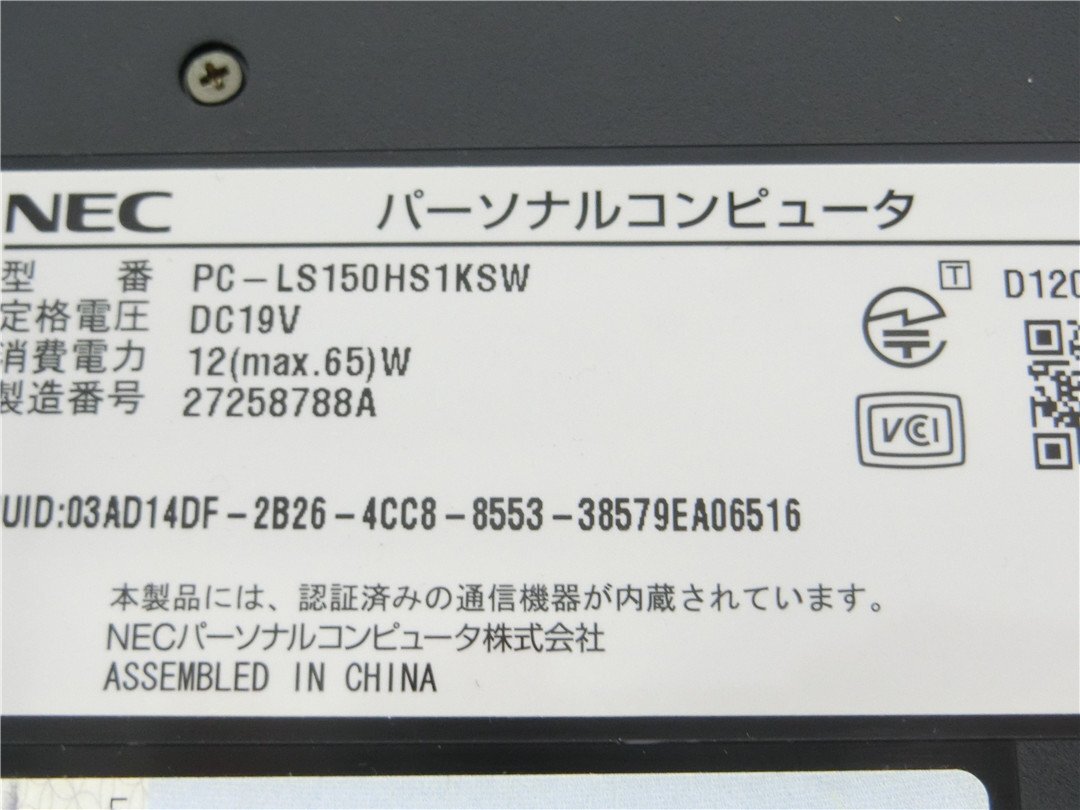 NEC パーソナルコンピュータ
型 番 PC-LS150HS1KSW
定格電圧 DC19V
消費電力 12(max.65)W
製造番号 27258788A
T D120
VCCI
UID:03AD14DF-2B26-4CC8-8553-38579EA06516
本製品には、認証済みの通信機器が内蔵されています。
NECパーソナルコンピュータ株式会社
ASSEMBLED IN CHINA